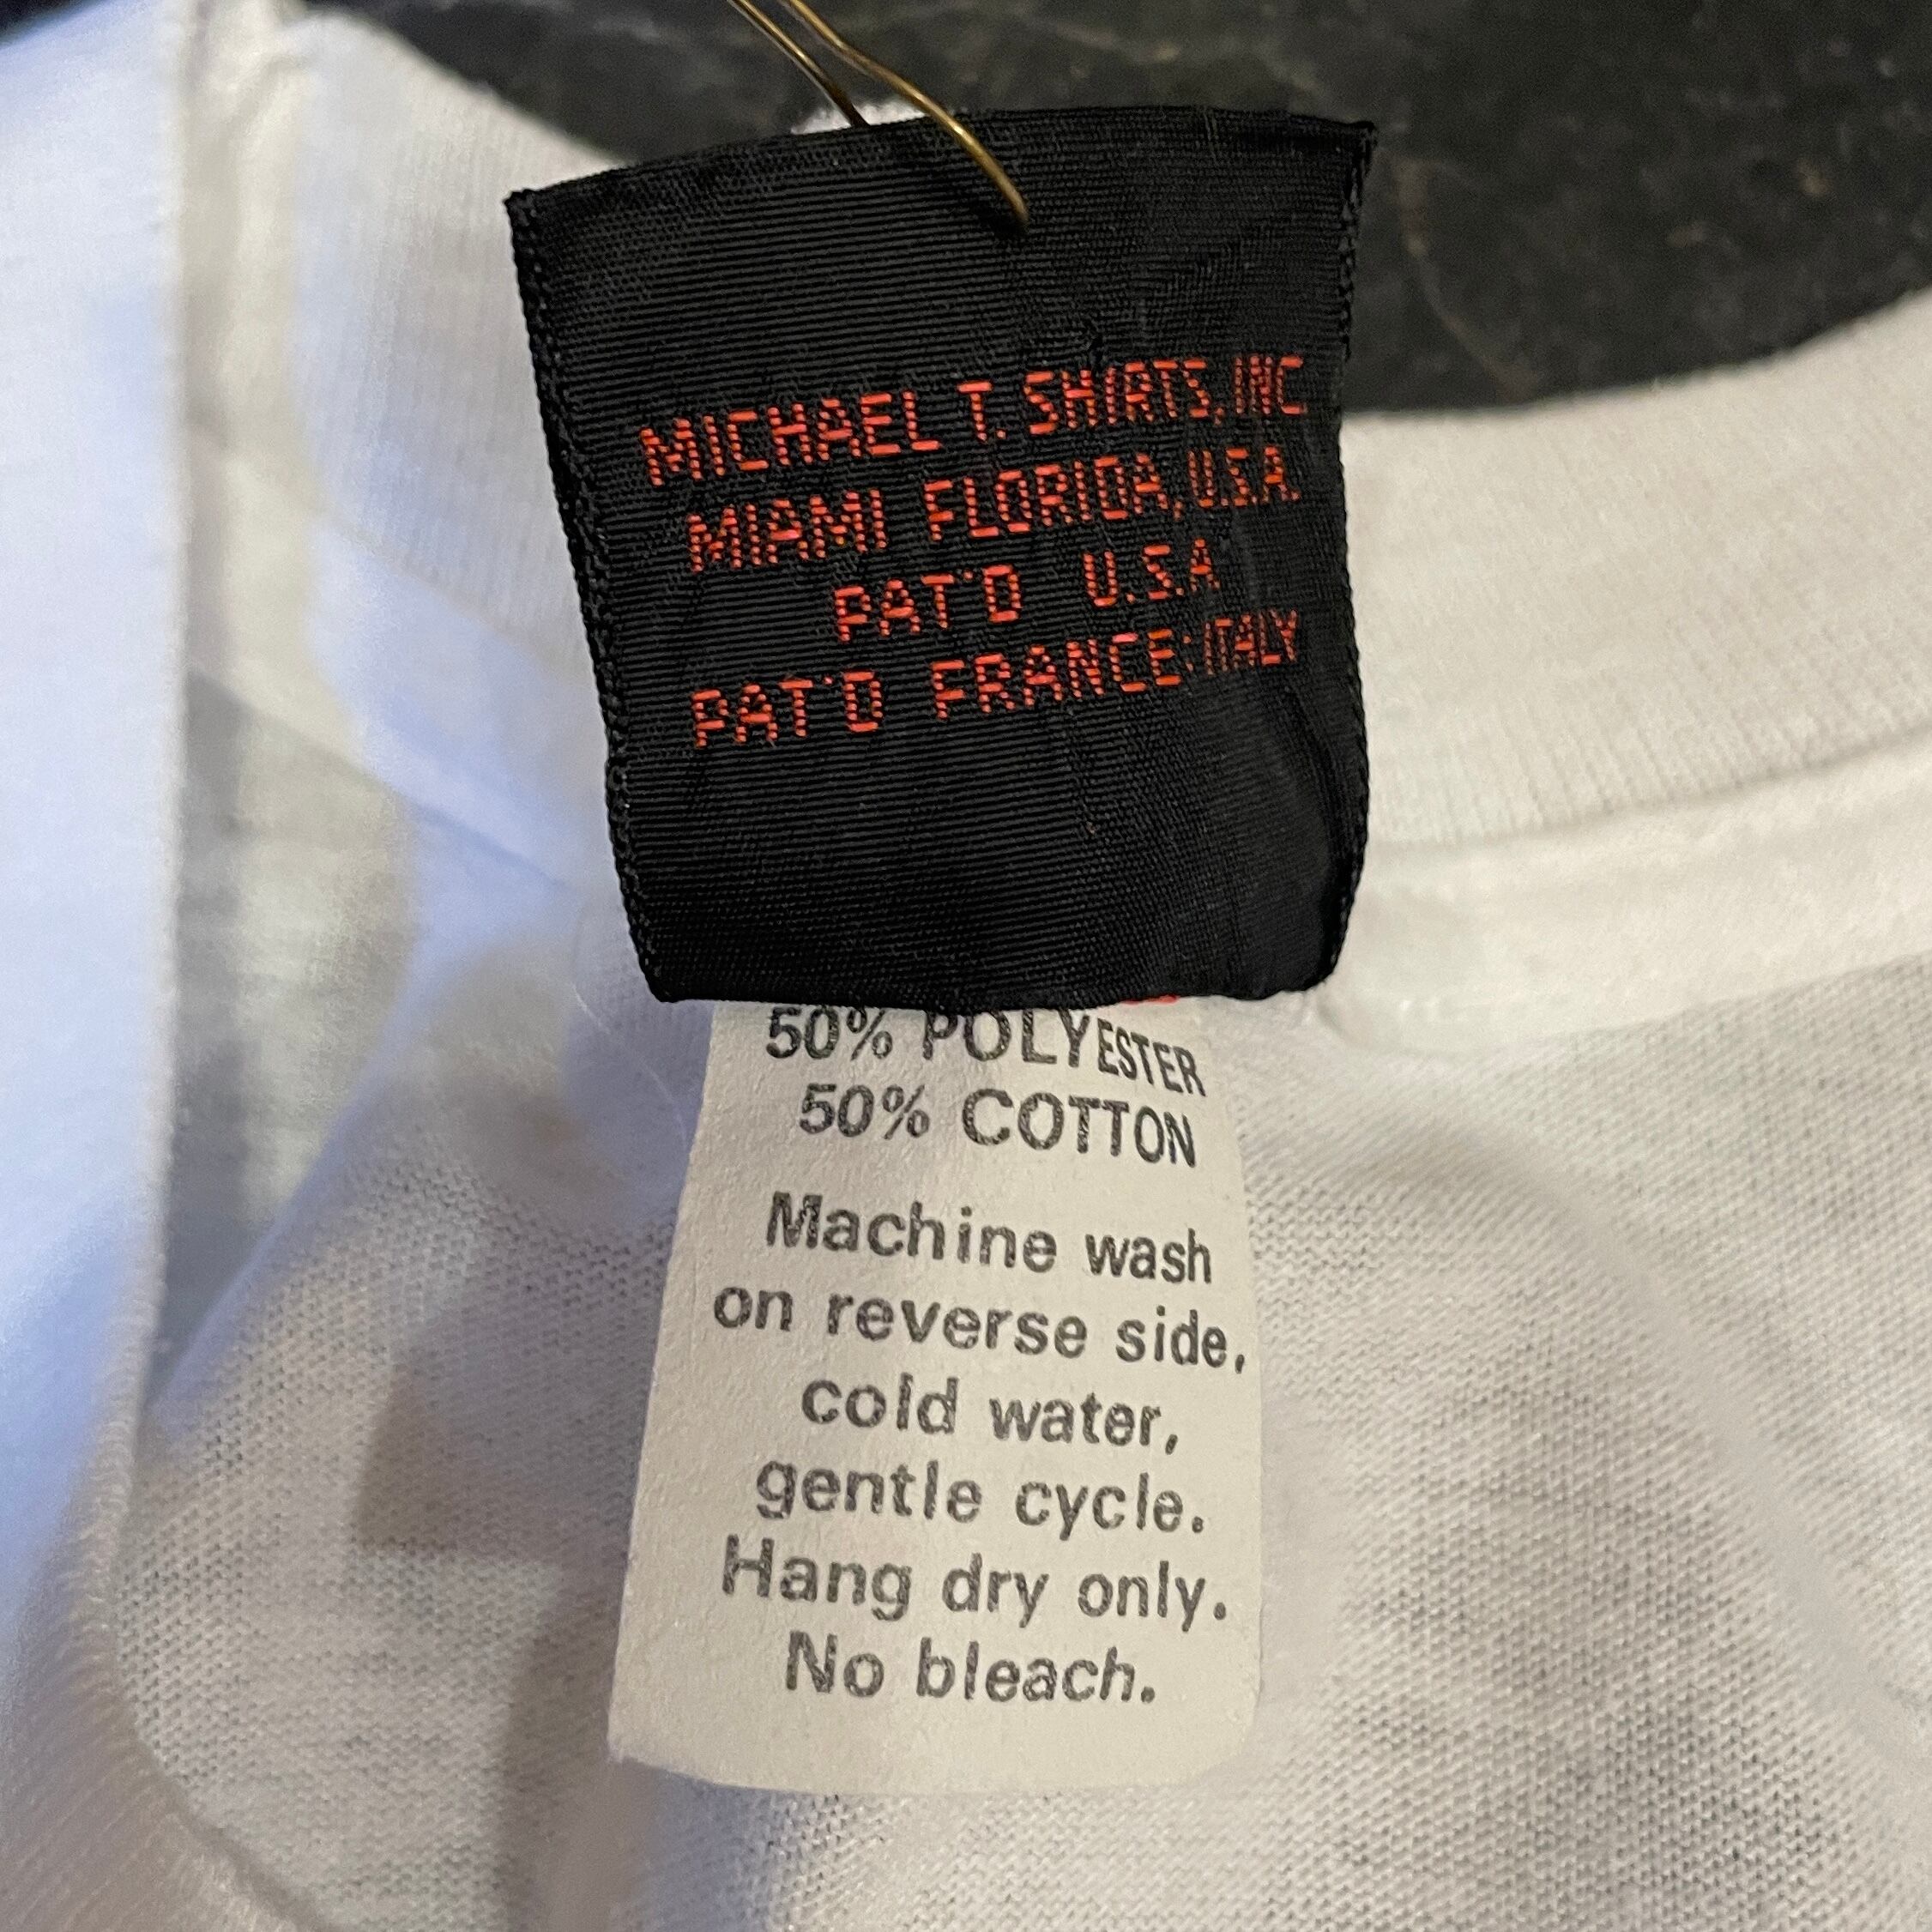 MICHAEL T. SHIRTS, INC
MIAMI FLORIDA, U.S.A.
PAT'D U.S.A
PAT'D FRANCE: ITALY
50% POLYESTER
50% COTTON
Machine wash
on reverse side,
cold water,
gentle cycle.
Hang dry only.
No bleach.